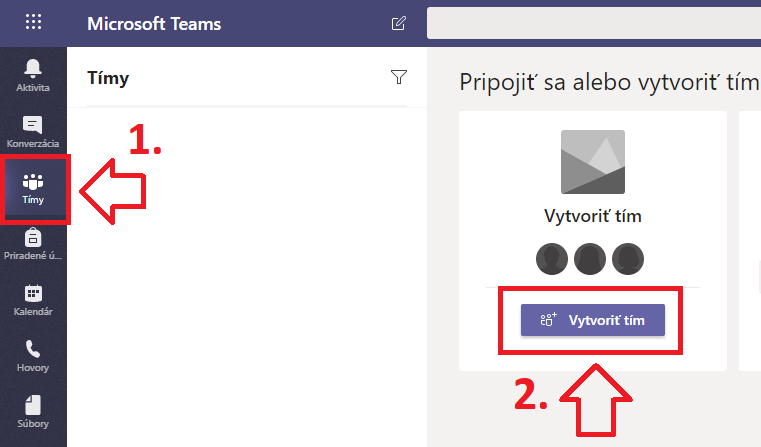 Microsoft Teams
Aktivita
Konverzácia
Tímy
Priradené ú...
Kalendár
Hovory
Súbory
Tímy
1.
Pripojiť sa alebo vytvoriť tím
Vytvoriť tím
Vytvoriť tím
2.